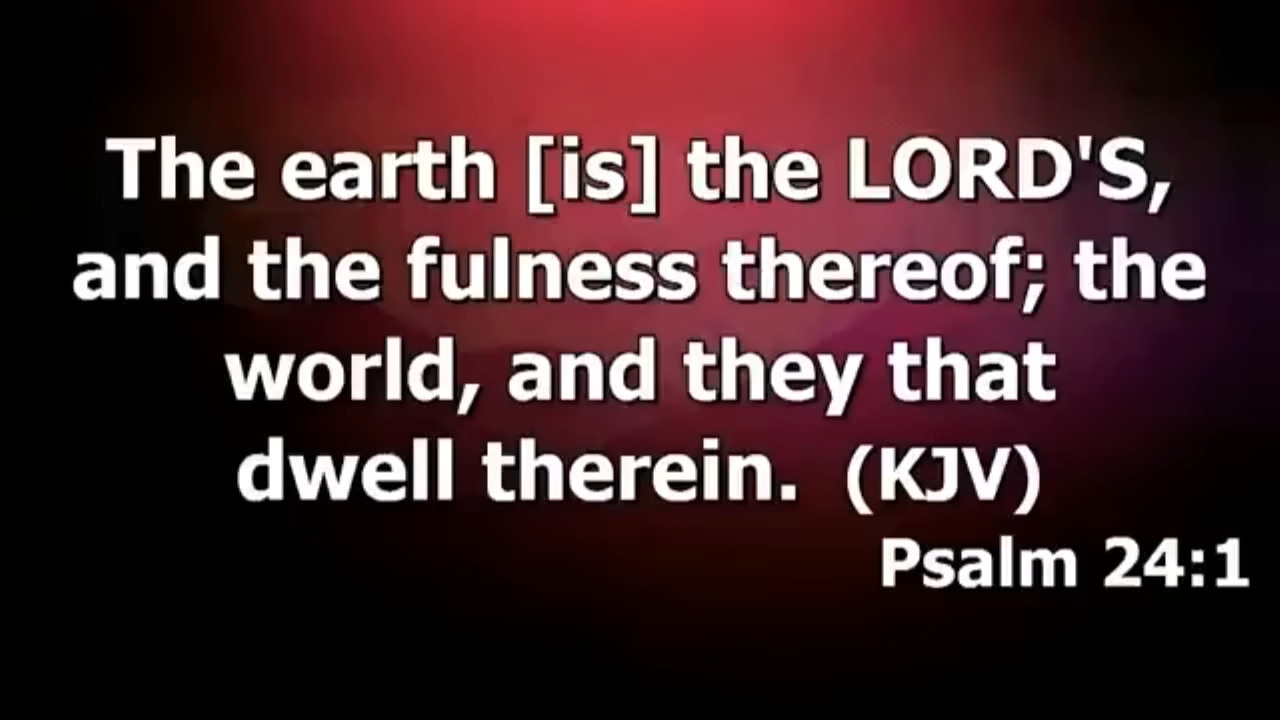 The earth [is] the LORD'S,
and the fulness thereof; the
world, and they that
dwell therein.  (KJV)
Psalm 24:1